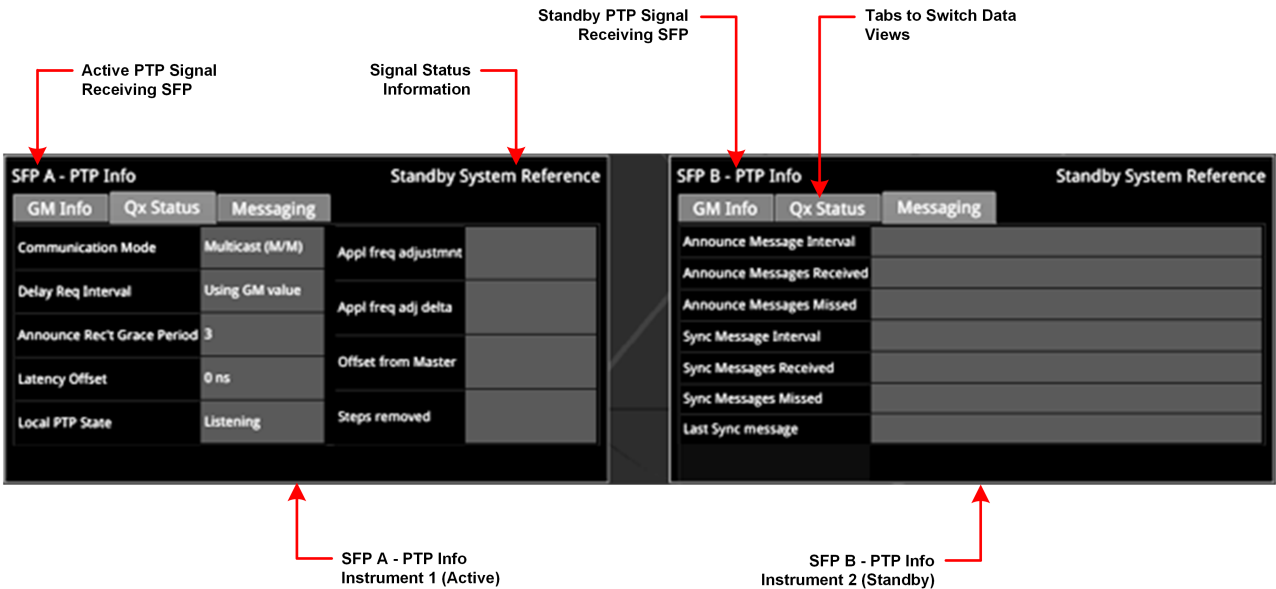 Standby PTP Signal
Receiving SFP
Tabs to Switch Data
Views
Active PTP Signal
Receiving SFP
Signal Status
Information
SFP A - PTP Info
Standby System Reference
GM Info
Qx Status
Messaging
Communication Mode
Multicast (M/M)
Delay Req Interval
Using GM value
Announce Rec't Grace Period
3
Latency Offset
0 ns
Local PTP State
Listening
Appl freq adjustmnt
Appl freq adj delta
Offset from Master
Steps removed
SFP B - PTP Info
Standby System Reference
GM Info
Qx Status
Messaging
Announce Message Interval
Announce Messages Received
Announce Messages Missed
Sync Message Interval
Sync Messages Received
Sync Messages Missed
Last Sync message
SFP A - PTP Info
Instrument 1 (Active)
SFP B - PTP Info
Instrument 2 (Standby)